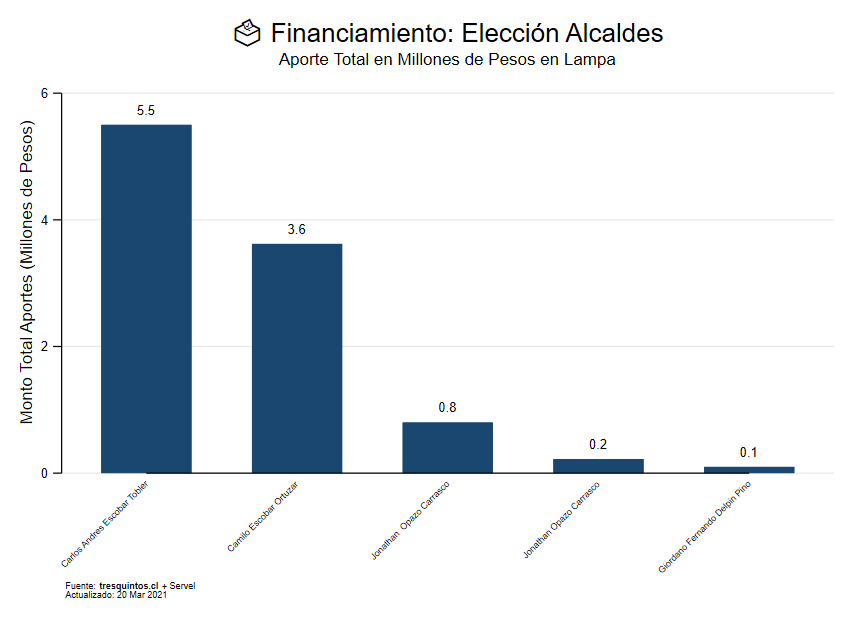 Financiamiento: Elección Alcaldes
Aporte Total en Millones de Pesos en Lampa
Monto Total Aportes (Millones de Pesos)
6
4
2
0
5.5
3.6
0.8
0.2
0.1
Carlos Andres Escobar Tobler
Camilo Escobar Ortuzar
Jonathan  Opazo Carrasco
Jonathan Opazo Carrasco
Giordano Fernando Delpin Pino
Fuente: tresquintos.cl + Servel
Actualizado: 20 Mar 2021